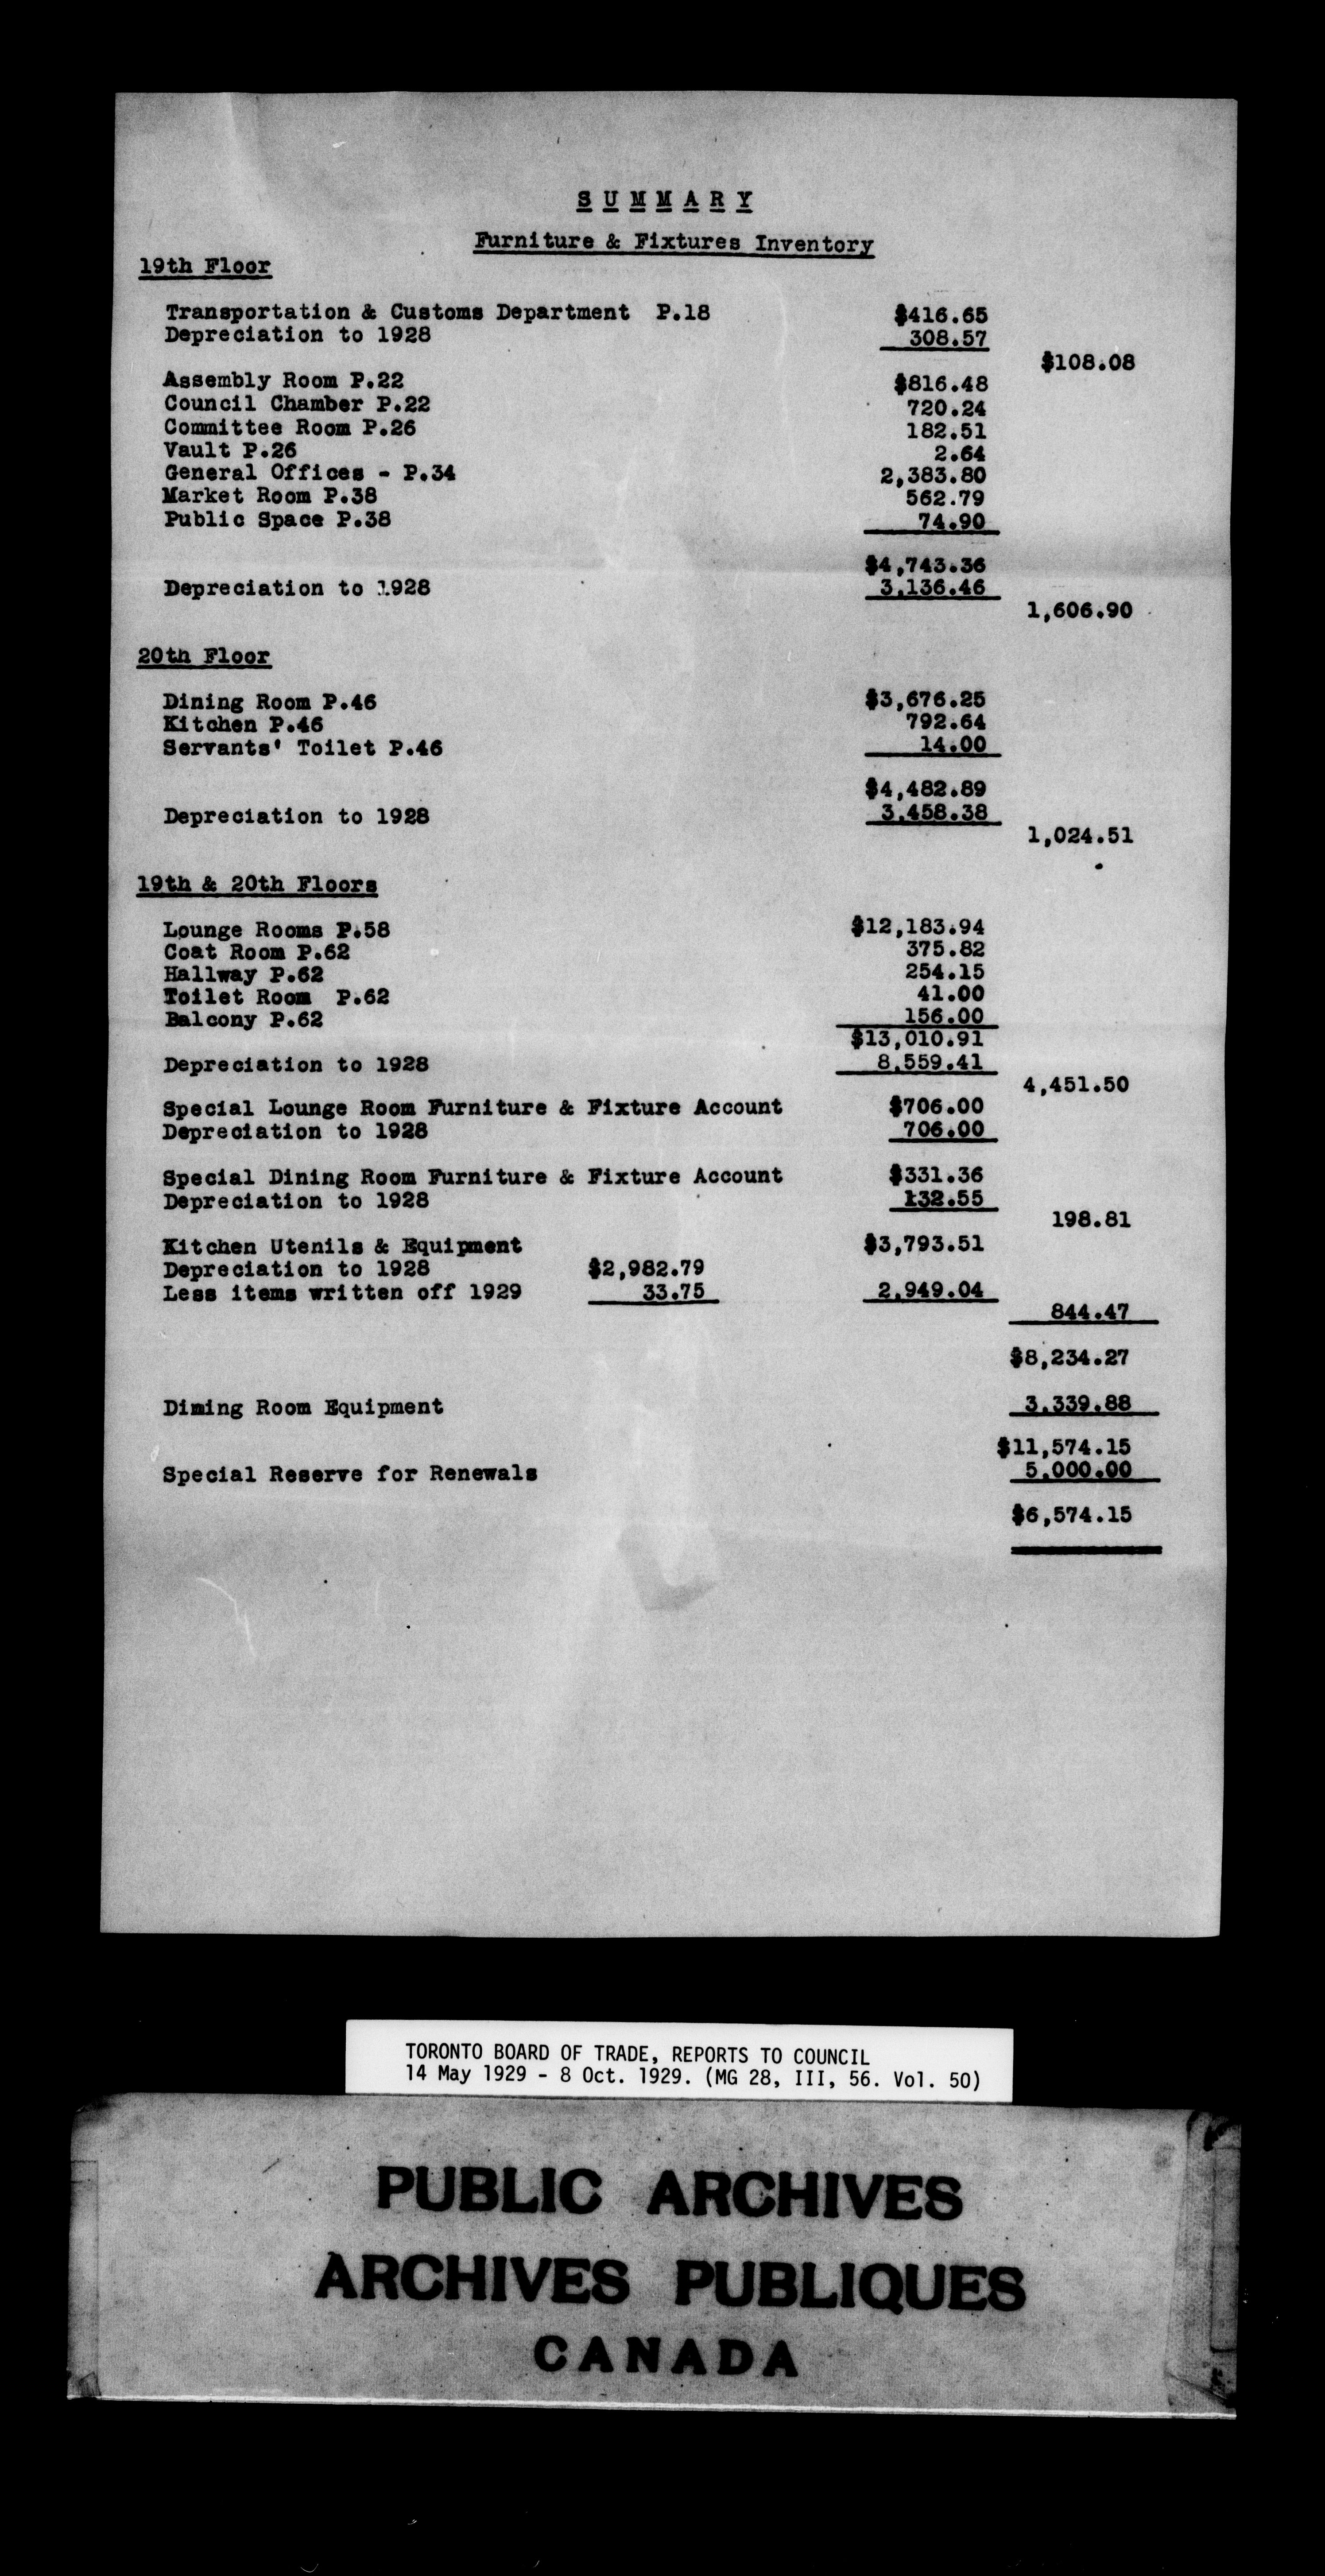 SUMMARY
Furniture & Fixtures Inventory
19th Floor
Transportation & Customs Department P.18 $416.65
Depreciation to 1928 308.57
$108.08
Assembly Room P.22 $816.48
Council Chamber P.22 720.24
Committee Room P.26 182.51
Vault P.26 2.64
General Offices - P.34 2,383.80
Market Room P.38 562.79
Public Space P.38 74.90
$4,743.36
Depreciation to 1928 3,136.46
1,606.90
20th Floor
Dining Room P.46 $3,676.25
Kitchen P.46 792.64
Servants' Toilet P.46 14.00
$4,482.89
Depreciation to 1928 3,458.38
1,024.51
19th & 20th Floors
Lounge Rooms P.58 $12,183.94
Coat Room P.62 375.82
Hallway P.62 254.15
Toilet Room P.62 41.00
Balcony P.62 156.00
$13,010.91
Depreciation to 1928 8,559.41
4,451.50
Special Lounge Room Furniture & Fixture Account $706.00
Depreciation to 1928 706.00
Special Dining Room Furniture & Fixture Account $331.36
Depreciation to 1928 132.55
198.81
Kitchen Utenils & Equipment $3,793.51
Depreciation to 1928 $2,982.79
Less items written off 1929 33.75 2,949.04
844.47
$8,234.27
Dining Room Equipment 3,339.88
$11,574.15
Special Reserve for Renewals 5,000.00
$6,574.15
TORONTO BOARD OF TRADE, REPORTS TO COUNCIL
14 May 1929 - 8 Oct. 1929. (MG 28, III, 56. Vol. 50)
PUBLIC ARCHIVES
ARCHIVES PUBLIQUES
CANADA